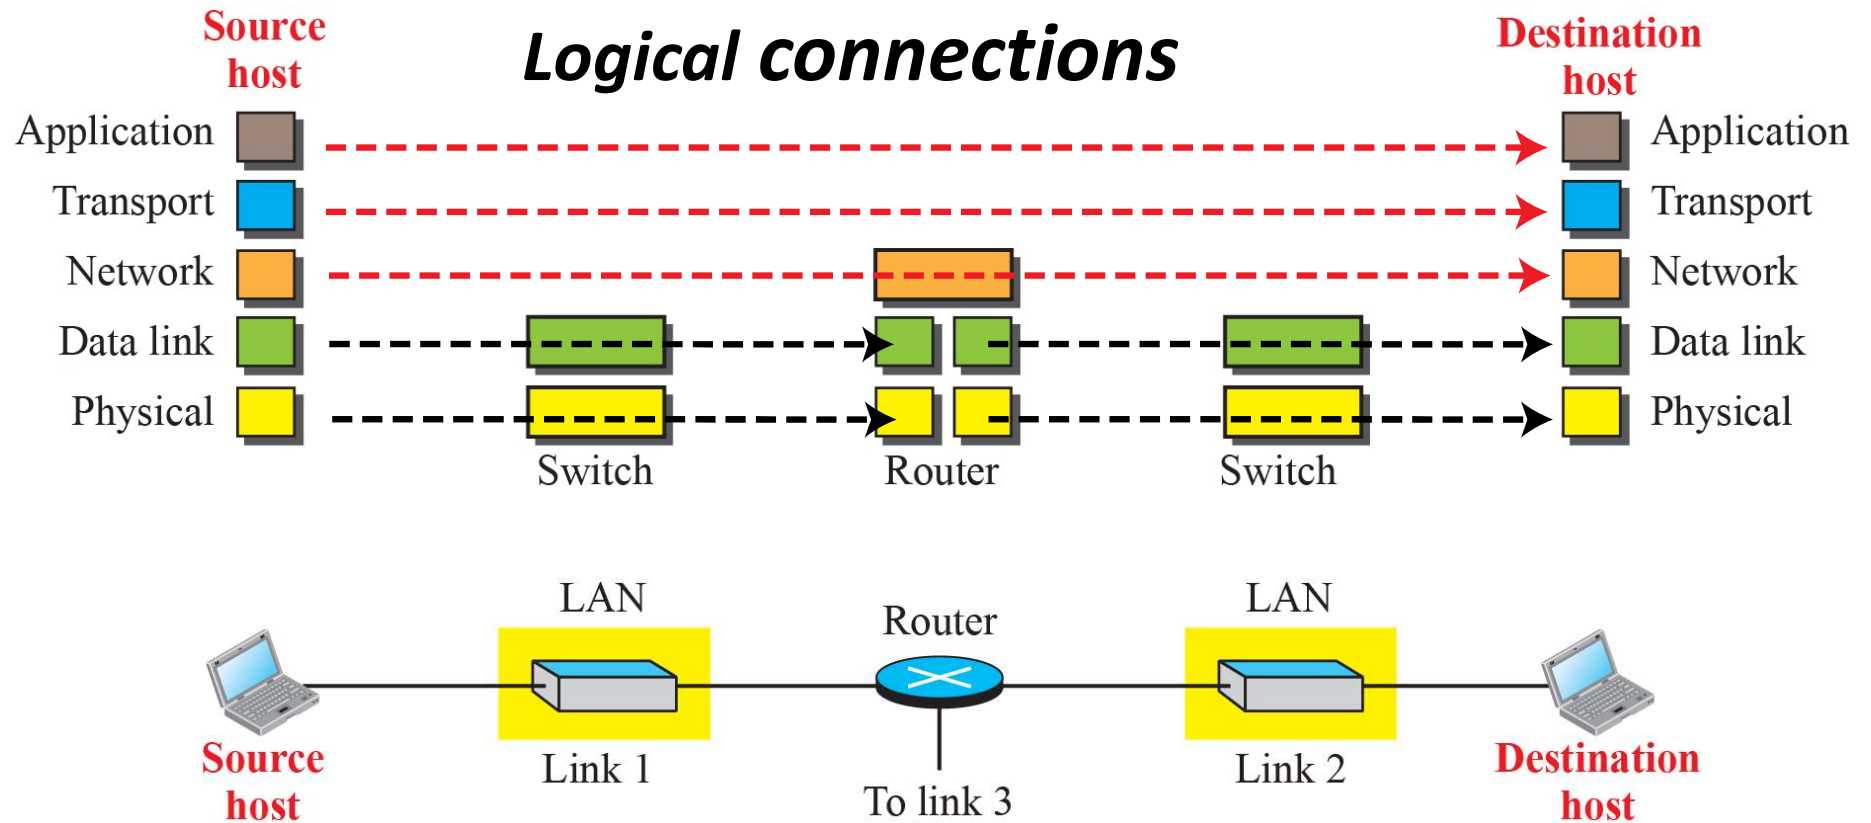 Logical connections
Source
host
Destination
host
Application
Application
Transport
Transport
Network
Network
Data link
Data link
Physical
Physical
Switch
Router
Switch
LAN
Router
LAN
Link 1
Link 2
To link 3
Source
host
Destination
host